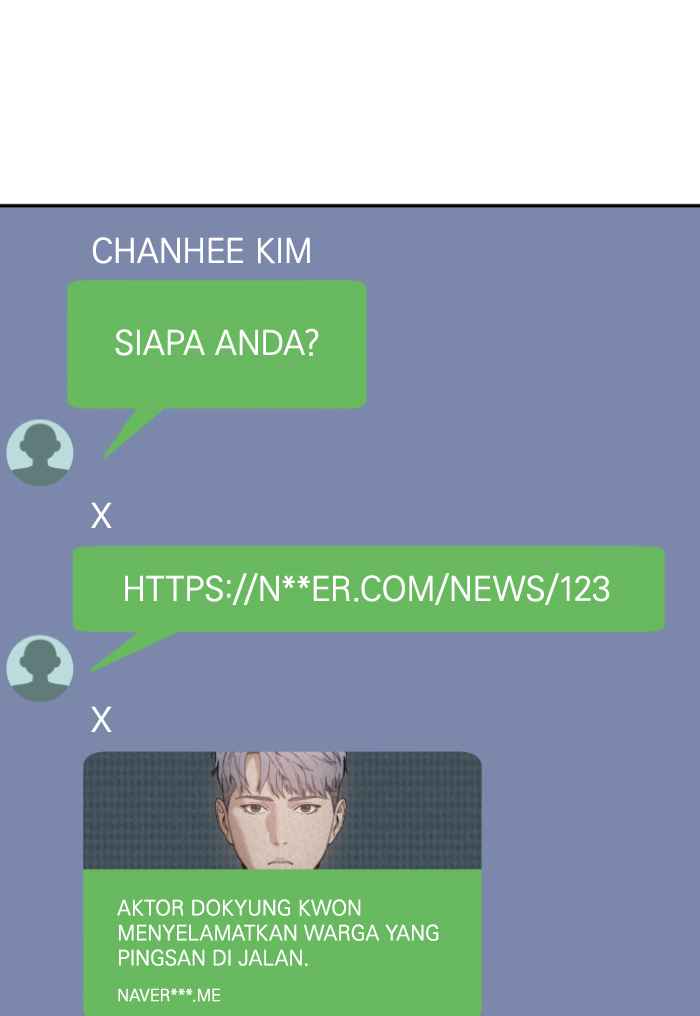 CHANHEE KIM
SIAPA ANDA?
X
HTTPS://N**ER.COM/NEWS/123
X
AKTOR DOKYUNG KWON
MENYELAMATKAN WARGA YANG
PINGSAN DI JALAN.
NAVER***.ME